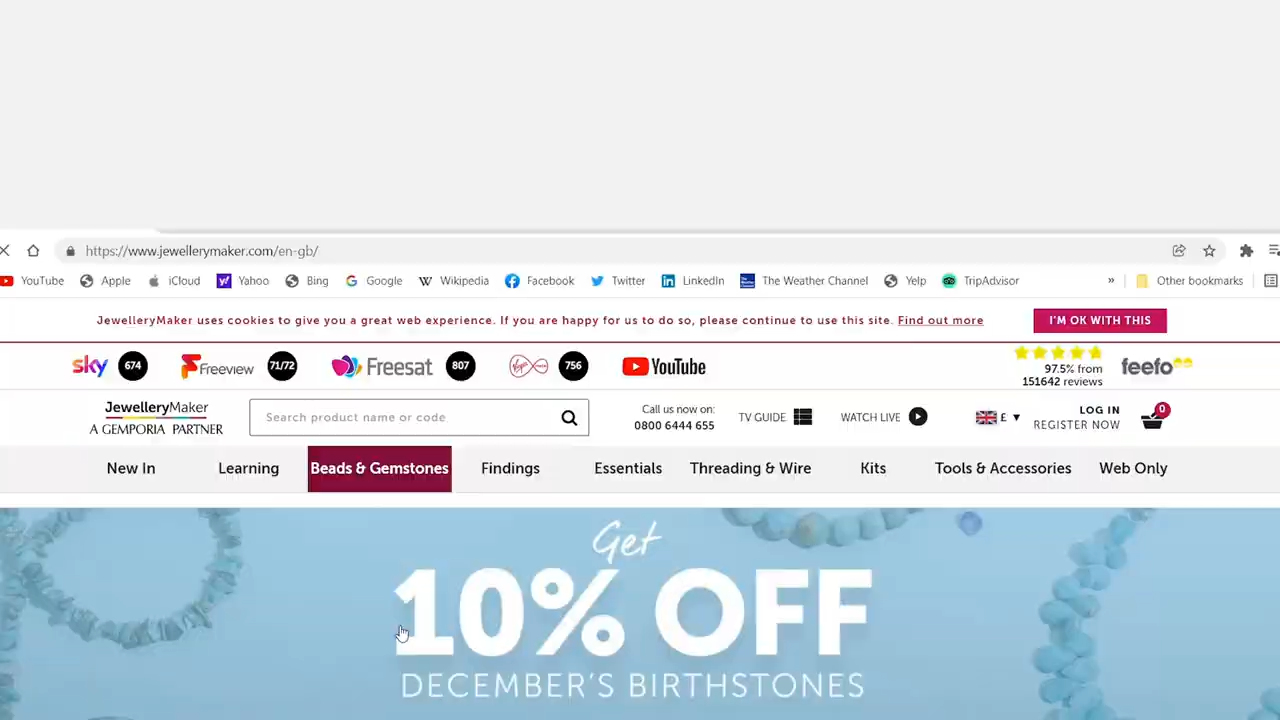 https://www.jewellerymaker.com/en-gb/
YouTube Apple iCloud Yahoo Bing Google Wikipedia Facebook Twitter LinkedIn The Weather Channel Yelp TripAdvisor » Other bookmarks
JewelleryMaker uses cookies to give you a great web experience. If you are happy for us to do so, please continue to use this site. Find out more I'M OK WITH THIS
sky 674 Freeview 71/72 Freesat 807 756 YouTube
97.5% from
151642 reviews
feefo
JewelleryMaker
A GEMPORIA PARTNER
Search product name or code
Call us now on:
0800 6444 655
TV GUIDE
WATCH LIVE
£
LOG IN
REGISTER NOW
0
New In Learning Beads & Gemstones Findings Essentials Threading & Wire Kits Tools & Accessories Web Only
Get
10% OFF
DECEMBER'S BIRTHSTONES